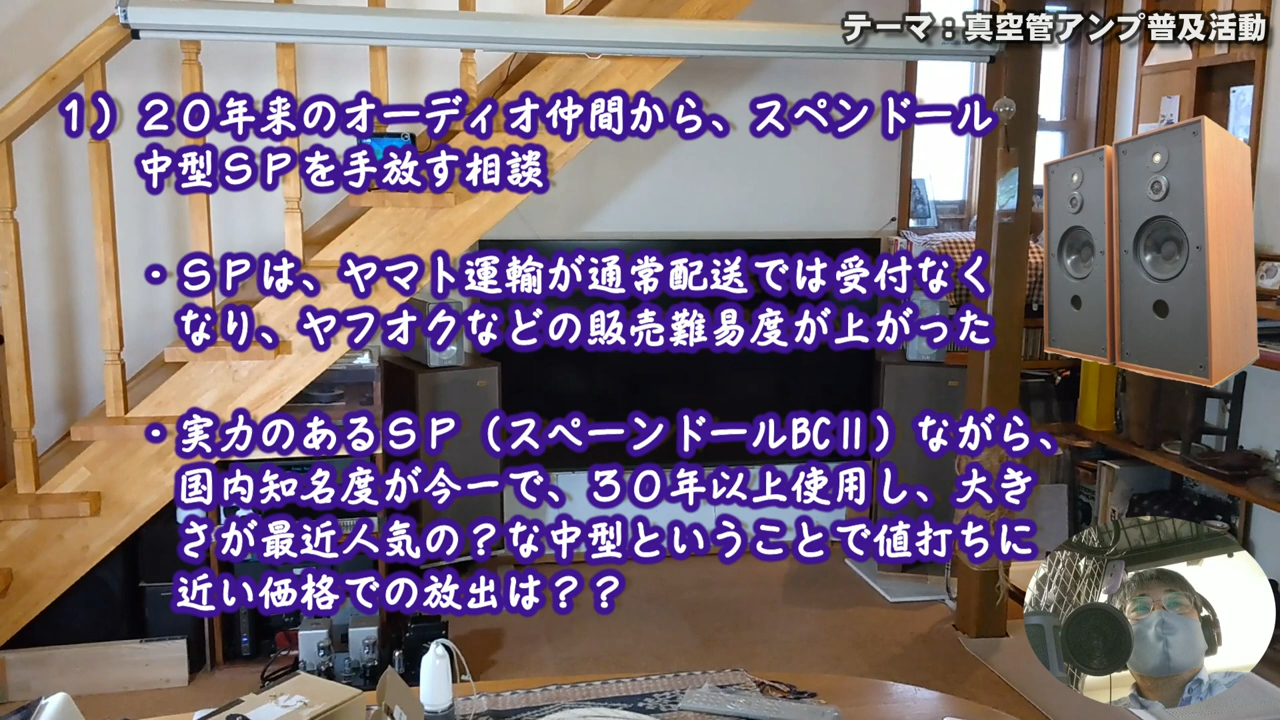 テーマ：真空管アンプ普及活動
１）２０年来のオーディオ仲間から、スペンドール
中型ＳＰを手放す相談
・ＳＰは、ヤマト運輸が通常配送では受付なく
なり、ヤフオクなどの販売難易度が上がった
・実力のあるＳＰ（スペーンドールBCⅡ）ながら、
国内知名度が今一で、３０年以上使用し、大き
さが最近人気の？な中型ということで値打ちに
近い価格での放出は？？